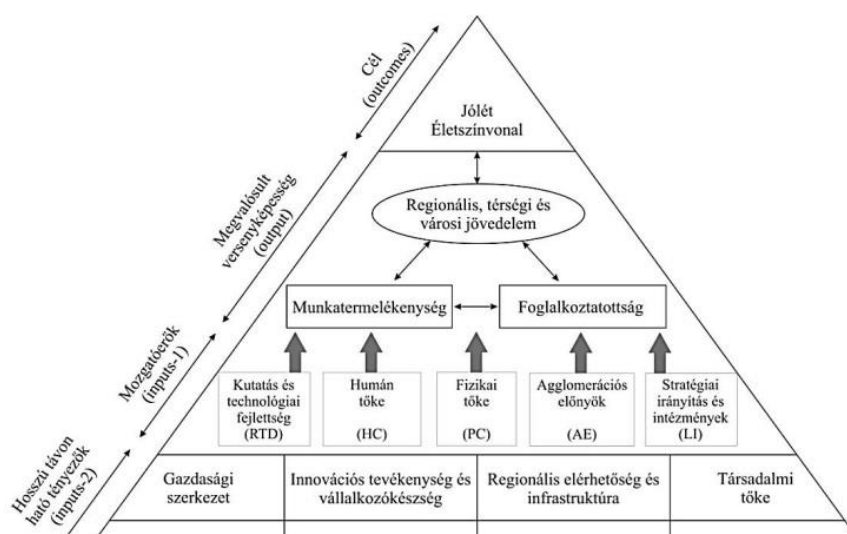 Cél
(outcomes)
Jólét
Életszínvonal
Megvalósult
versenyképesség
(output)
Regionális, térségi és
városi jövedelem
Munkatermelékenység
Foglalkoztatottság
Mozgatóerők
(inputs-1)
Kutatás és
technológiai
fejlettség
(RTD)
Humán
tőke
(HC)
Fizikai
tőke
(PC)
Agglomerációs
előnyök
(AE)
Stratégiai
irányítás és
intézmények
(LI)
Hosszú távon
ható tényezők
(inputs-2)
Gazdasági
szerkezet
Innovációs tevékenység és
vállalkozókészség
Regionális elérhetőség és
infrastruktúra
Társadalmi
tőke